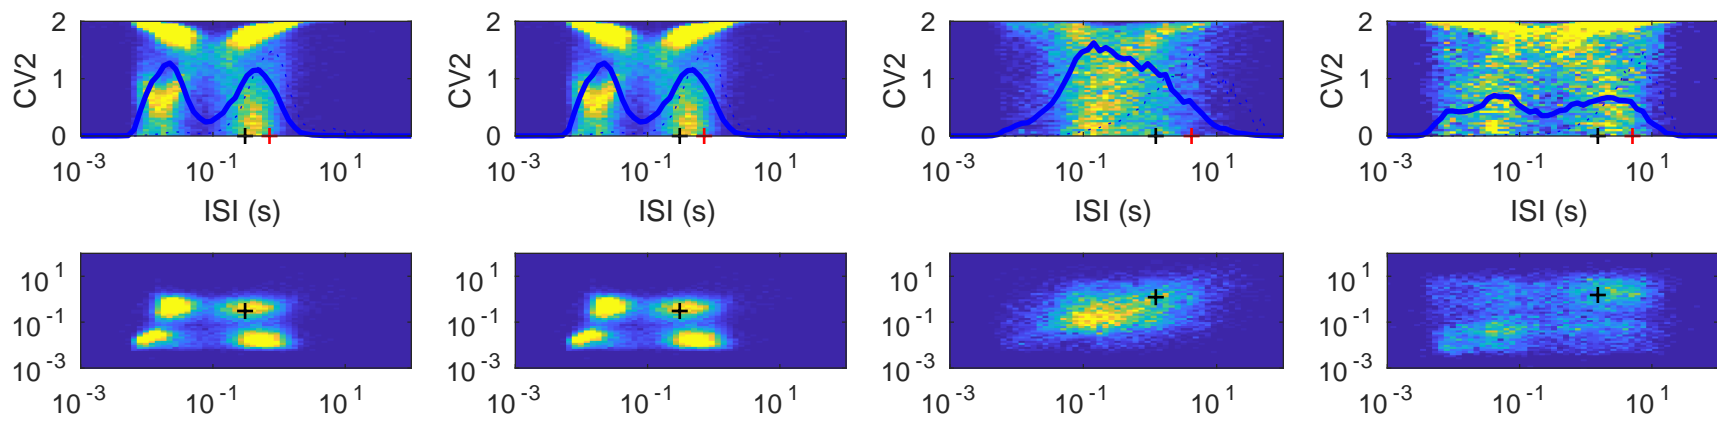 2 2 2 2
CV2 1 CV2 1 CV2 1 CV2 1
0 0 0 0
10^-3 10^-1 10^1 10^-3 10^-1 10^1 10^-3 10^-1 10^1 10^-3 10^-1 10^1
ISI (s) ISI (s) ISI (s) ISI (s)
10^1 10^1 10^1 10^1
10^-1 10^-1 10^-1 10^-1
10^-3 10^-3 10^-3 10^-3
10^-3 10^-1 10^1 10^-3 10^-1 10^1 10^-3 10^-1 10^1 10^-3 10^-1 10^1